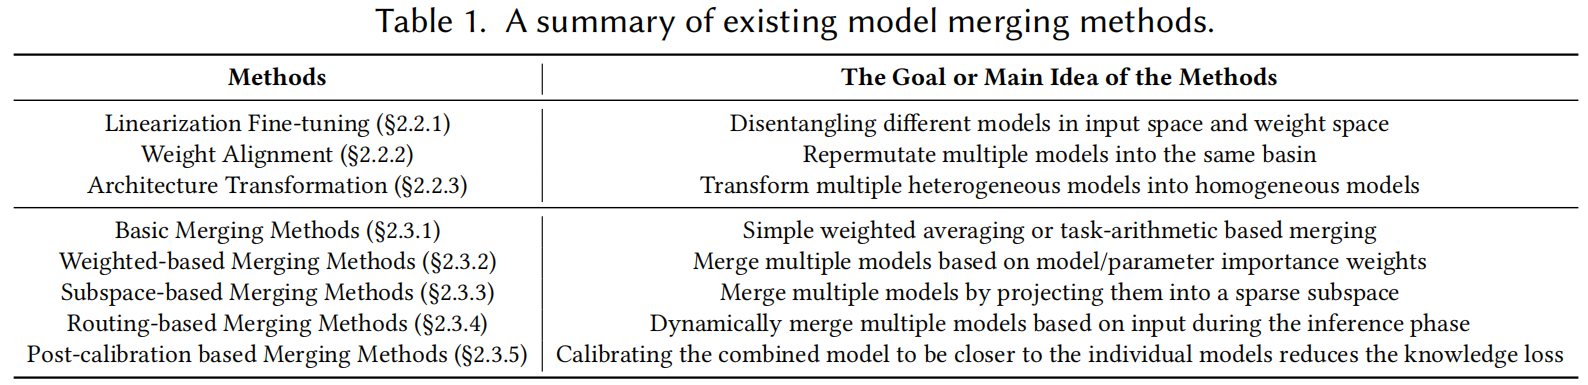 Table 1. A summary of existing model merging methods.
Methods The Goal or Main Idea of the Methods
Linearization Fine-tuning (§2.2.1) Disentangling different models in input space and weight space
Weight Alignment (§2.2.2) Repermutate multiple models into the same basin
Architecture Transformation (§2.2.3) Transform multiple heterogeneous models into homogeneous models
Basic Merging Methods (§2.3.1) Simple weighted averaging or task-arithmetic based merging
Weighted-based Merging Methods (§2.3.2) Merge multiple models based on model/parameter importance weights
Subspace-based Merging Methods (§2.3.3) Merge multiple models by projecting them into a sparse subspace
Routing-based Merging Methods (§2.3.4) Dynamically merge multiple models based on input during the inference phase
Post-calibration based Merging Methods (§2.3.5) Calibrating the combined model to be closer to the individual models reduces the knowledge loss